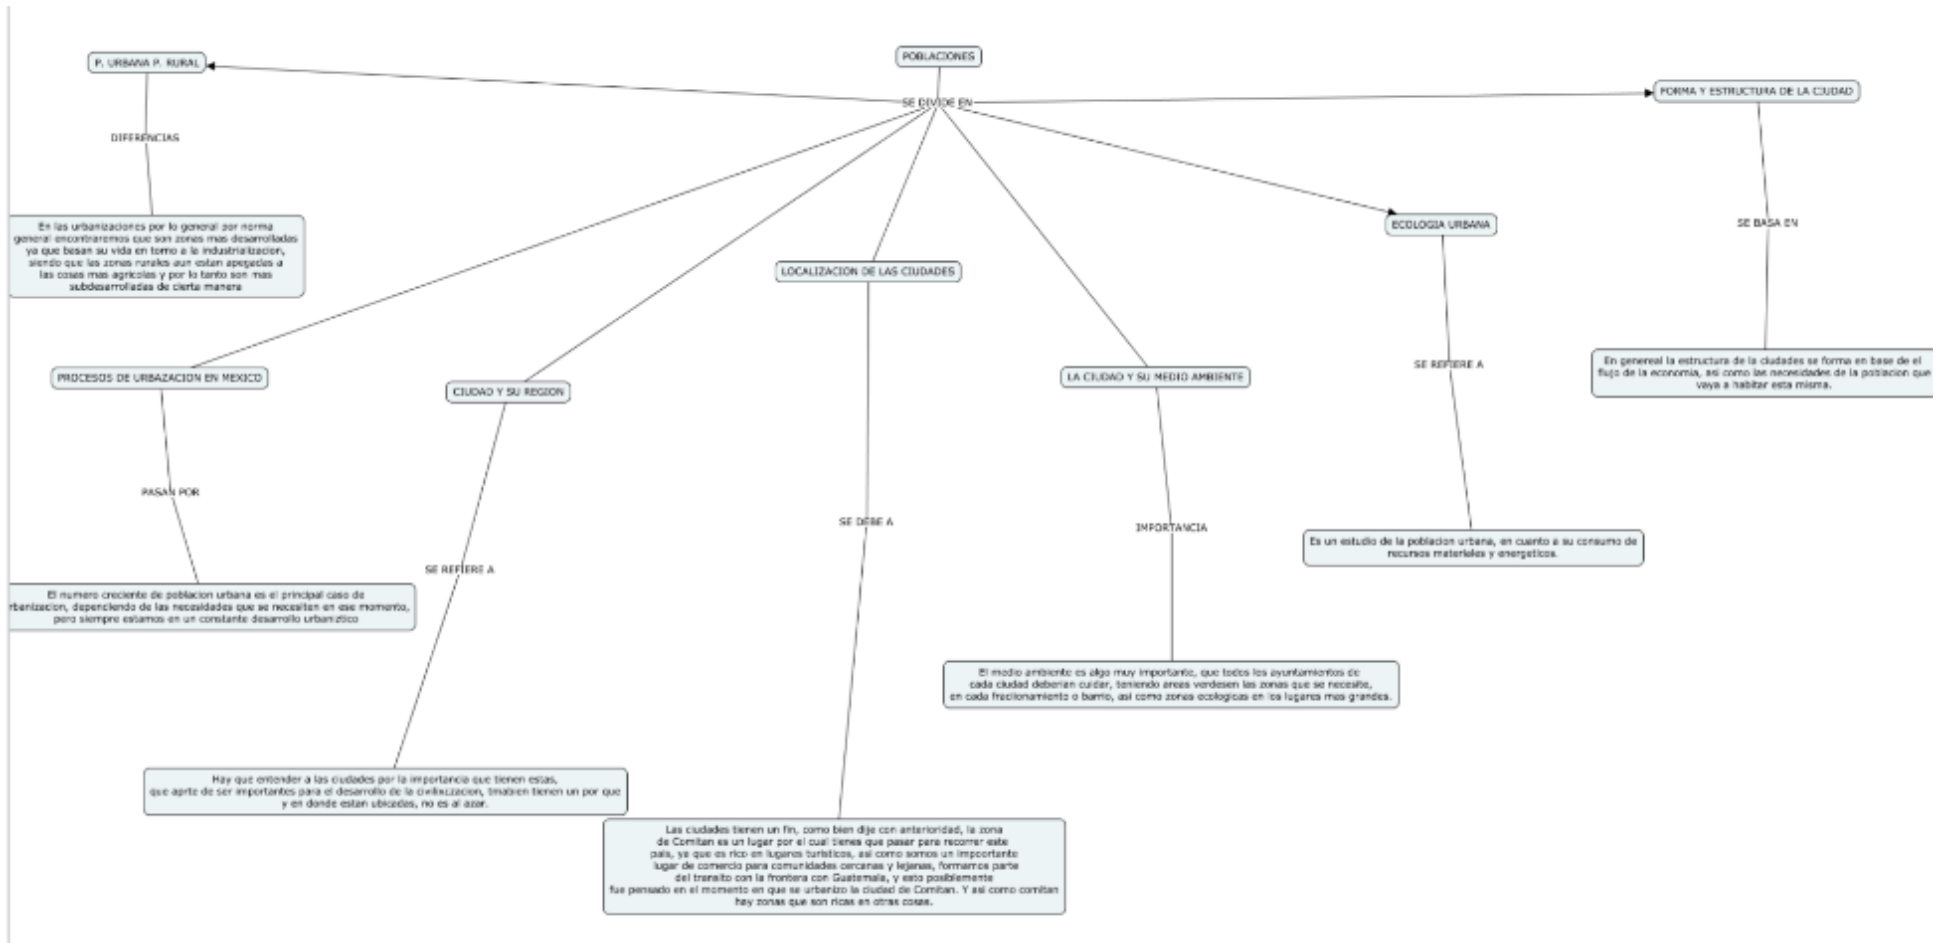 POBLACIONES
SE DIVIDE EN
P. URBANA P. RURAL
DIFERENCIAS
En las urbanizaciones por lo general por norma
general encontraremos que son zonas mas desarrolladas
ya que basan su vida en torno a la industrializacion,
siendo que las zonas rurales aun estan apegadas a
las cosas mas agricolas y por lo tanto son mas
subdesarrolladas de cierta manera
PROCESOS DE URBAZACION EN MEXICO
PASAN POR
El numero creciente de poblacion urbana es el principal caso de
rbanizacion, dependiendo de las necesidades que se necesiten en ese momento,
pero siempre estamos en un constante desarrollo urbaniztico
CIUDAD Y SU REGION
SE REFIERE A
Hay que entender a las ciudades por la importancia que tienen estas,
que aprte de ser importantes para el desarrollo de la tmabien tienen un por que
y en donde estan ubicadas, no es al azar.
LOCALIZACION DE LAS CIUDADES
SE DEBE A
Las ciudades tienen un fin, como bien dije con anterioridad, la zona
de Comitan es un lugar por el cual tienes que pasar para recorrer este
pais, ya que es rico en lugares turisticos, asi como somos un impoortante
lugar de comercio para comunidades cercanas y lejanas, formamos parte
del transito con la frontera con Guatemala, y esto posiblemente
fue pensado en el momento en que se urbanizo la ciudad de Comitan. Y asi como comitan
hay zonas que son ricas en otras cosas.
LA CIUDAD Y SU MEDIO AMBIENTE
IMPORTANCIA
El medio ambiente es algo muy importante, que todos los ayuntamientos de
cada ciudad deberian cuidar, teniendo areas verdesen las zonas que se necesite,
en cada fraccionamiento o barrio, asi como zonas ecologicas en los lugares mas grandes.
ECOLOGIA URBANA
SE REFIERE A
Es un estudio de la poblacion urbana, en cuanto a su consumo de
recursos materiales y energeticos.
FORMA Y ESTRUCTURA DE LA CIUDAD
SE BASA EN
En genereal la estructura de la ciudades se forma en base de el
flujo de la economia, asi como las necesidades de la poblacion que
vaya a habitar esta misma.